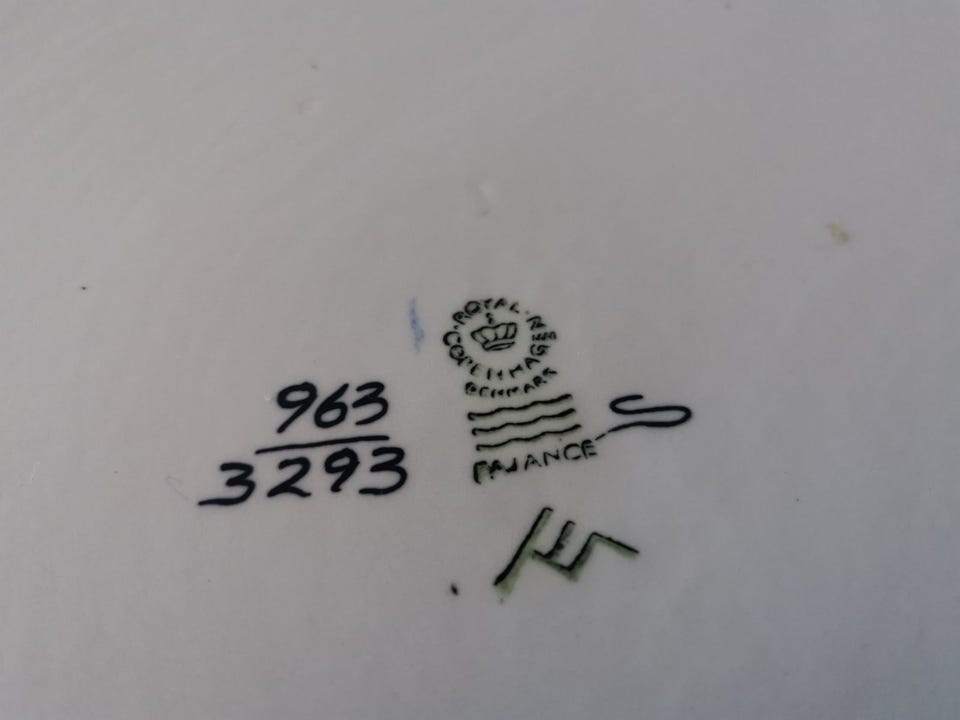 ROYAL
COPENHAGEN
DENMARK
963
3293
FAJANCE
S